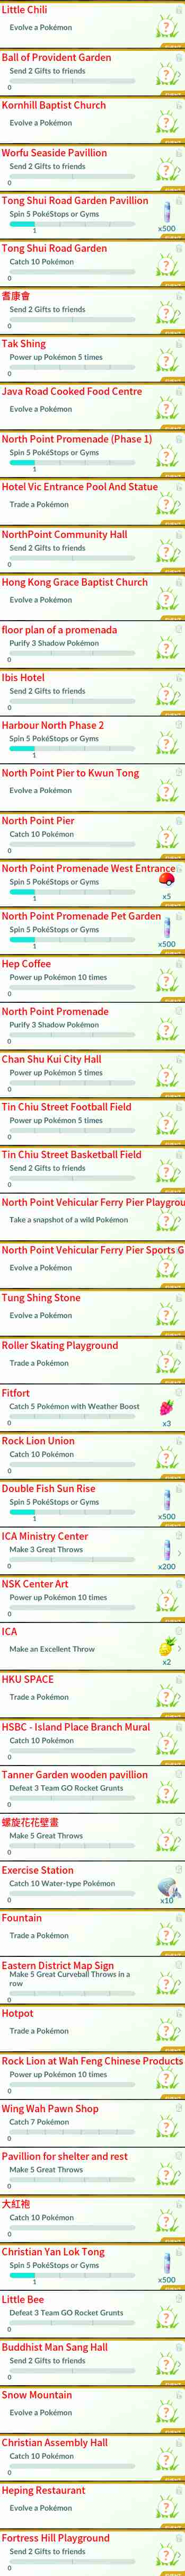 Little Chili
Evolve a Pokémon
Ball of Provident Garden
Send 2 Gifts to friends
0
Kornhill Baptist Church
Evolve a Pokémon
Worfu Seaside Pavillion
Send 2 Gifts to friends
0
Tong Shui Road Garden Pavillion
Spin 5 PokéStops or Gyms
1
x500
Tong Shui Road Garden
Catch 10 Pokémon
0
耆康會
Send 2 Gifts to friends
0
Tak Shing
Power up Pokémon 5 times
0
Java Road Cooked Food Centre
Evolve a Pokémon
North Point Promenade (Phase 1)
Spin 5 PokéStops or Gyms
1
Hotel Vic Entrance Pool And Statue
Trade a Pokémon
NorthPoint Community Hall
Send 2 Gifts to friends
0
Hong Kong Grace Baptist Church
Evolve a Pokémon
floor plan of a promenada
Purify 3 Shadow Pokémon
0
Ibis Hotel
Send 2 Gifts to friends
0
Harbour North Phase 2
Spin 5 PokéStops or Gyms
1
North Point Pier to Kwun Tong
Evolve a Pokémon
North Point Pier
Catch 10 Pokémon
0
North Point Promenade West Entrance
Spin 5 PokéStops or Gyms
1
x5
North Point Promenade Pet Garden
Spin 5 PokéStops or Gyms
1
x500
Hep Coffee
Power up Pokémon 10 times
0
North Point Promenade
Purify 3 Shadow Pokémon
0
Chan Shu Kui City Hall
Power up Pokémon 5 times
0
Tin Chiu Street Football Field
Power up Pokémon 5 times
0
Tin Chiu Street Basketball Field
Send 2 Gifts to friends
0
North Point Vehicular Ferry Pier Playgrou
Take a snapshot of a wild Pokémon
North Point Vehicular Ferry Pier Sports G
Evolve a Pokémon
Tung Shing Stone
Evolve a Pokémon
Roller Skating Playground
Trade a Pokémon
Fitfort
Catch 5 Pokémon with Weather Boost
0
x3
Rock Lion Union
Catch 10 Pokémon
0
Double Fish Sun Rise
Spin 5 PokéStops or Gyms
1
x500
ICA Ministry Center
Make 3 Great Throws
0
x200
NSK Center Art
Power up Pokémon 10 times
0
ICA
Make an Excellent Throw
x2
HKU SPACE
Trade a Pokémon
HSBC - Island Place Branch Mural
Catch 10 Pokémon
0
Tanner Garden wooden pavillion
Defeat 3 Team GO Rocket Grunts
0
螺旋花花壁畫
Make 5 Great Throws
0
Exercise Station
Catch 10 Water-type Pokémon
0
x10
Fountain
Trade a Pokémon
Eastern District Map Sign
Make 5 Great Curveball Throws in a
row
0
Hotpot
Trade a Pokémon
Rock Lion at Wah Feng Chinese Products
Power up Pokémon 10 times
0
Wing Wah Pawn Shop
Catch 7 Pokémon
0
Pavillion for shelter and rest
Make 5 Great Throws
0
大紅袍
Catch 10 Pokémon
0
Christian Yan Lok Tong
Spin 5 PokéStops or Gyms
1
x500
Little Bee
Defeat 3 Team GO Rocket Grunts
0
Buddhist Man Sang Hall
Send 2 Gifts to friends
0
Snow Mountain
Evolve a Pokémon
Christian Assembly Hall
Catch 10 Pokémon
0
Heping Restaurant
Evolve a Pokémon
Fortress Hill Playground
Send 2 Gifts to friends
0